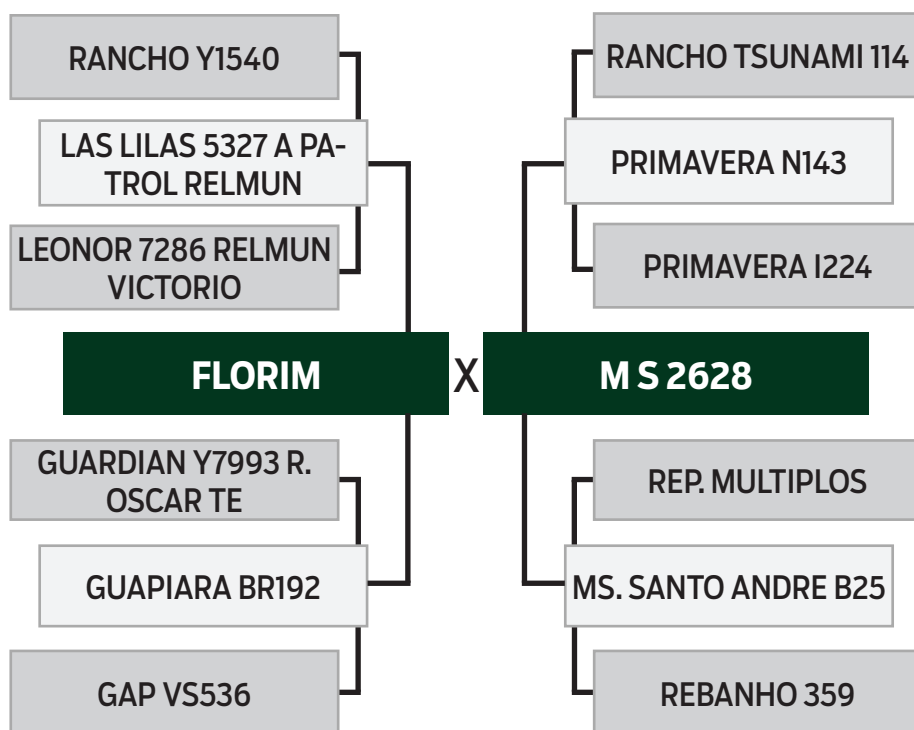 RANCHO Y1540
LAS LILAS 5327 A PA-
TROL RELMUN
LEONOR 7286 RELMUN
VICTORIO
FLORIM
GUARDIAN Y7993 R.
OSCAR TE
GUAPIARA BR192
GAP VS536
X
RANCHO TSUNAMI 114
PRIMAVERA N143
PRIMAVERA I224
M S 2628
REP. MULTIPLOS
MS. SANTO ANDRE B25
REBANHO 359